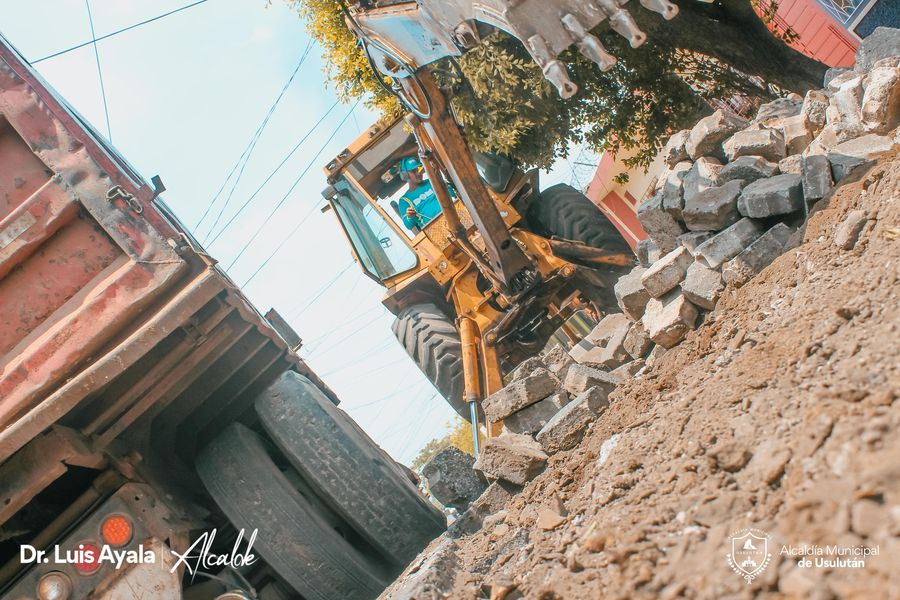 Dr. Luis Ayala | Alcalde
Alcaldía Municipal
de Usulután